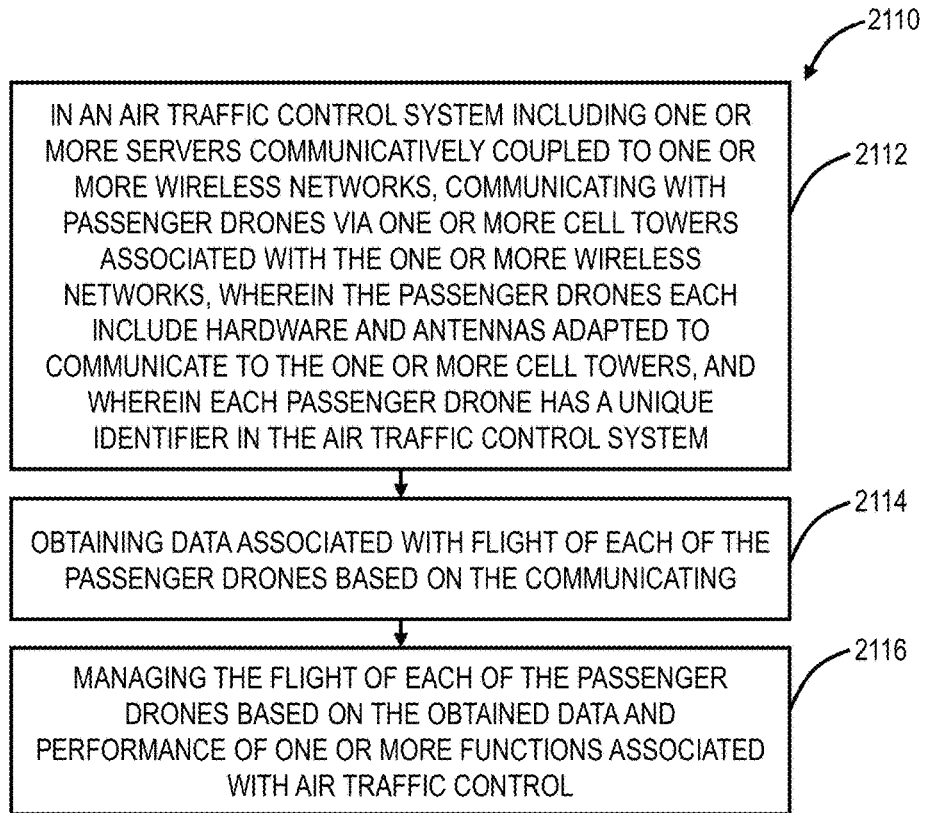 2110
IN AN AIR TRAFFIC CONTROL SYSTEM INCLUDING ONE OR
MORE SERVERS COMMUNICATIVELY COUPLED TO ONE OR
MORE WIRELESS NETWORKS, COMMUNICATING WITH
PASSENGER DRONES VIA ONE OR MORE CELL TOWERS
ASSOCIATED WITH THE ONE OR MORE WIRELESS
NETWORKS, WHEREIN THE PASSENGER DRONES EACH
INCLUDE HARDWARE AND ANTENNAS ADAPTED TO
COMMUNICATE TO THE ONE OR MORE CELL TOWERS, AND
WHEREIN EACH PASSENGER DRONE HAS A UNIQUE
IDENTIFIER IN THE AIR TRAFFIC CONTROL SYSTEM
2112
OBTAINING DATA ASSOCIATED WITH FLIGHT OF EACH OF THE
PASSENGER DRONES BASED ON THE COMMUNICATING
2114
MANAGING THE FLIGHT OF EACH OF THE PASSENGER
DRONES BASED ON THE OBTAINED DATA AND
PERFORMANCE OF ONE OR MORE FUNCTIONS ASSOCIATED
WITH AIR TRAFFIC CONTROL
2116